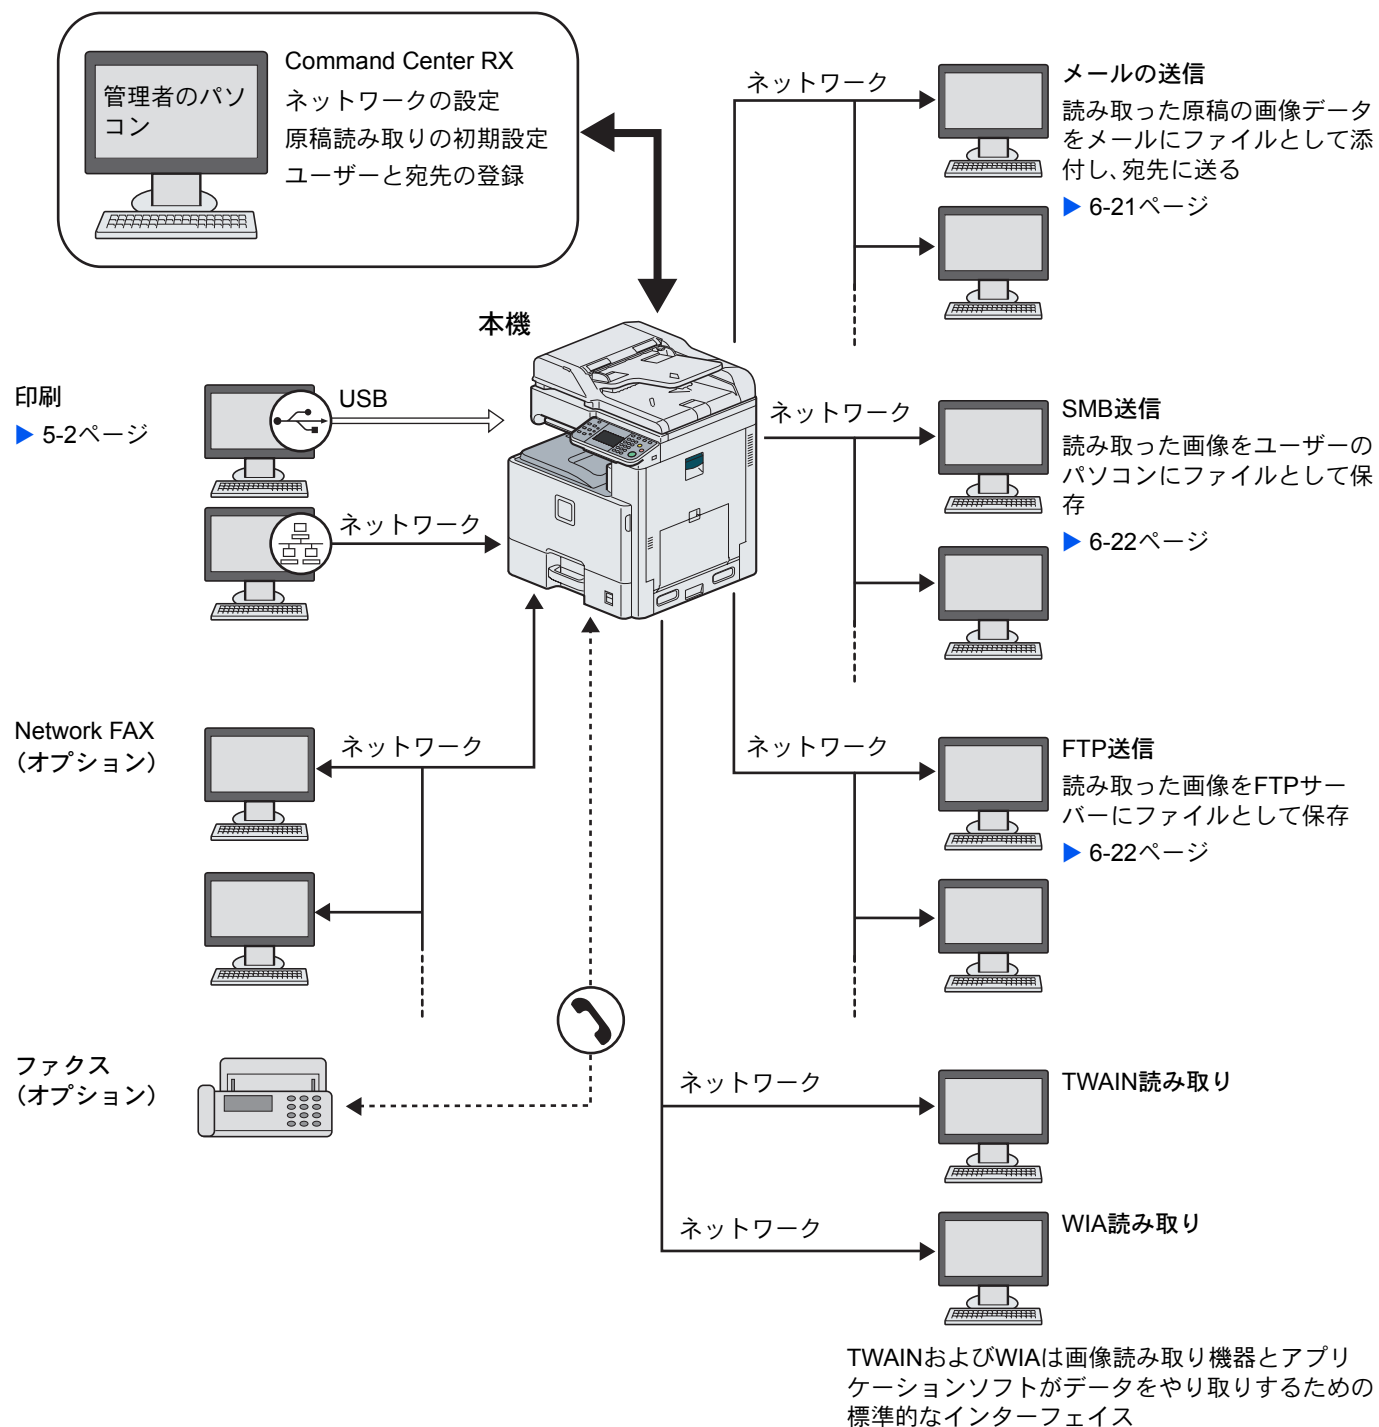 管理者のパソ
コン
Command Center RX
ネットワークの設定
原稿読み取りの初期設定
ユーザーと宛先の登録
ネットワーク
メールの送信
読み取った原稿の画像データ
をメールにファイルとして添
付し、宛先に送る
▶ 6-21ページ
本機
印刷
▶ 5-2ページ
USB
ネットワーク
ネットワーク
SMB送信
読み取った画像をユーザーの
パソコンにファイルとして保
存
▶ 6-22ページ
Network FAX
（オプション）
ネットワーク
ネットワーク
FTP送信
読み取った画像をFTPサー
バーにファイルとして保存
▶ 6-22ページ
ファクス
（オプション）
ネットワーク
TWAIN読み取り
ネットワーク
WIA読み取り
TWAINおよびWIAは画像読み取り機器とアプリ
ケーションソフトがデータをやり取りするための
標準的なインターフェイス